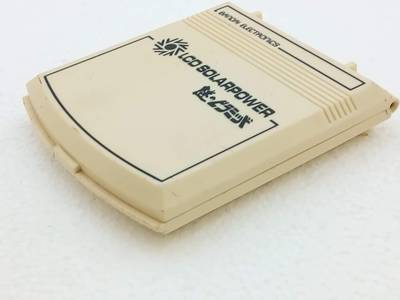 BANDAI ELECTRONICS
LCD SOLARPOWER